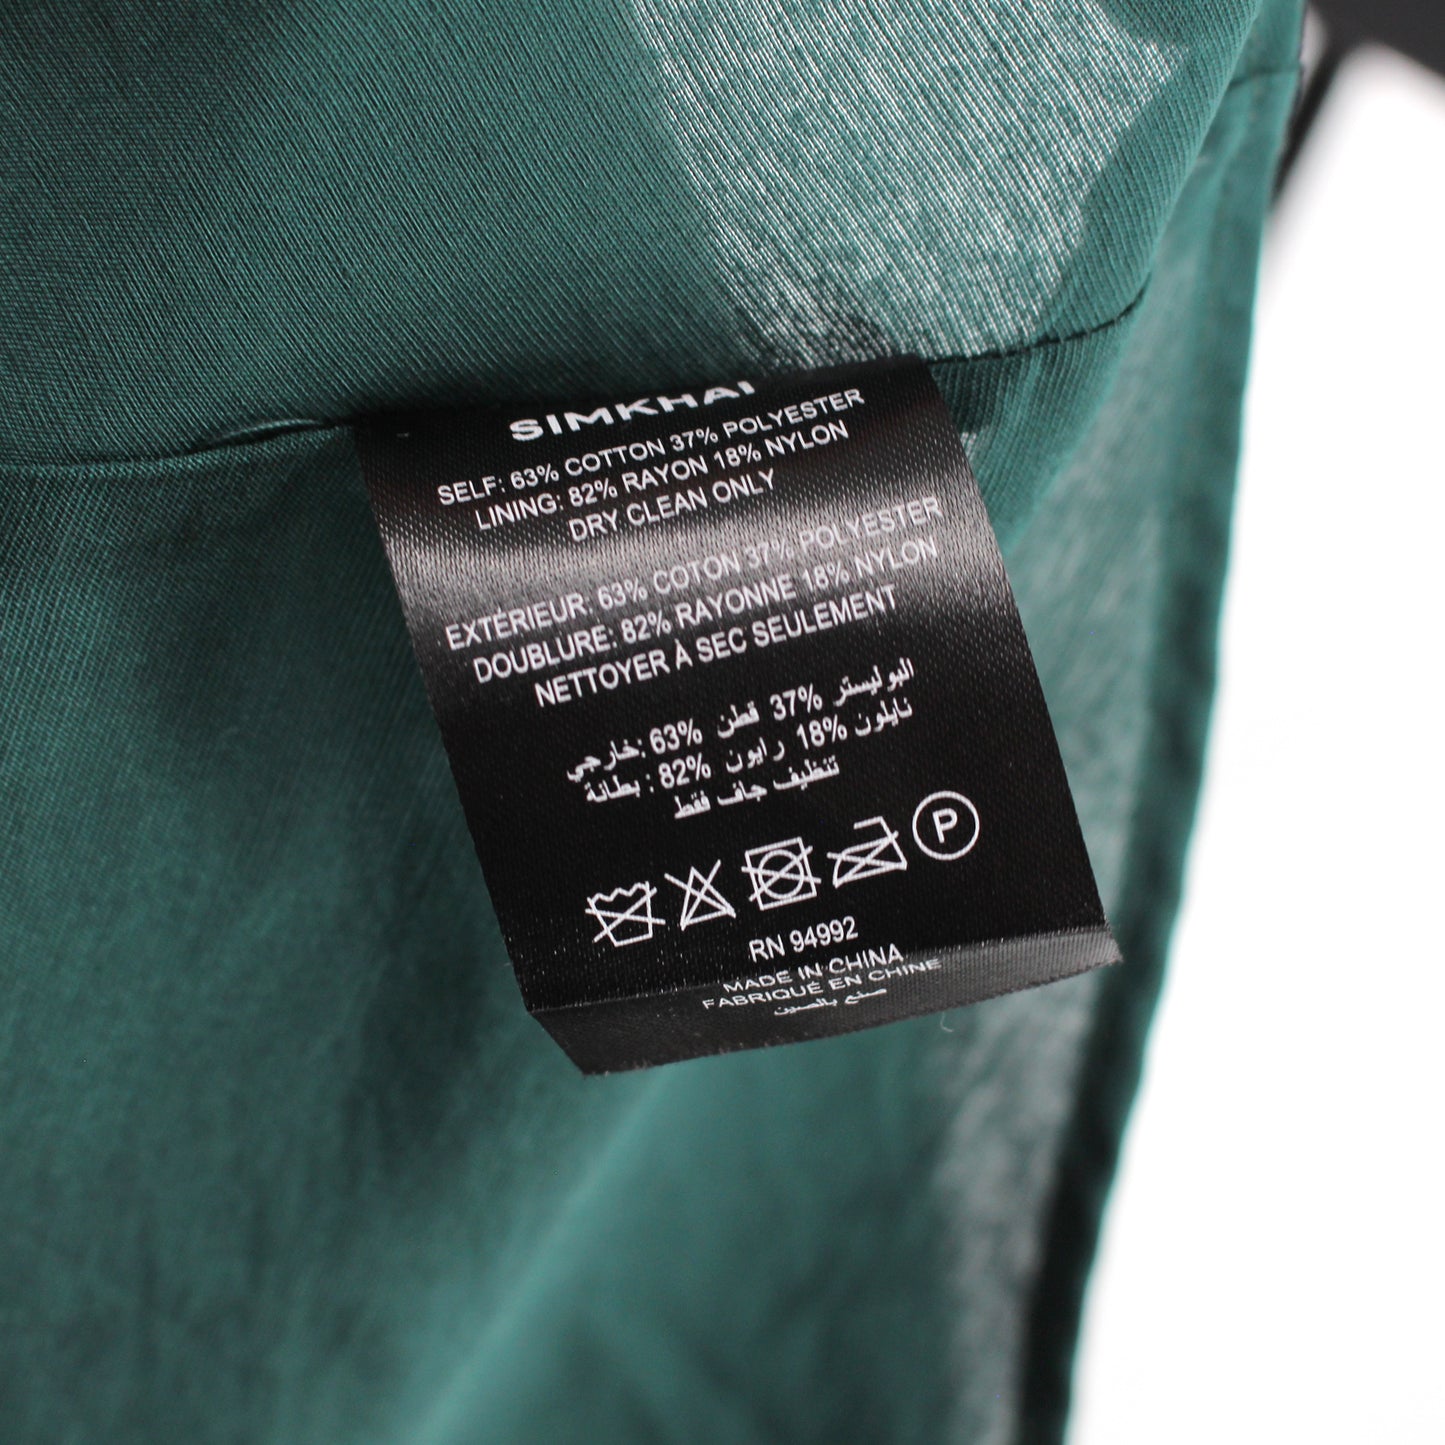 SIMKHAI
SELF: 63% COTTON 37% POLYESTER
LINING: 82% RAYON 18% NYLON
DRY CLEAN ONLY
EXTÉRIEUR: 63% COTON 37% POLYESTER
DOUBLURE: 82% RAYONNE 18% NYLON
NETTOYER À SEC SEULEMENT
خارجي: 63% قطن 37% البوليستر
بطانة : 82% رايون 18% نايلون
تنظيف جاف فقط
P
RN 94992
MADE IN CHINA
FABRIQUÉ EN CHINE
صنع بالصين